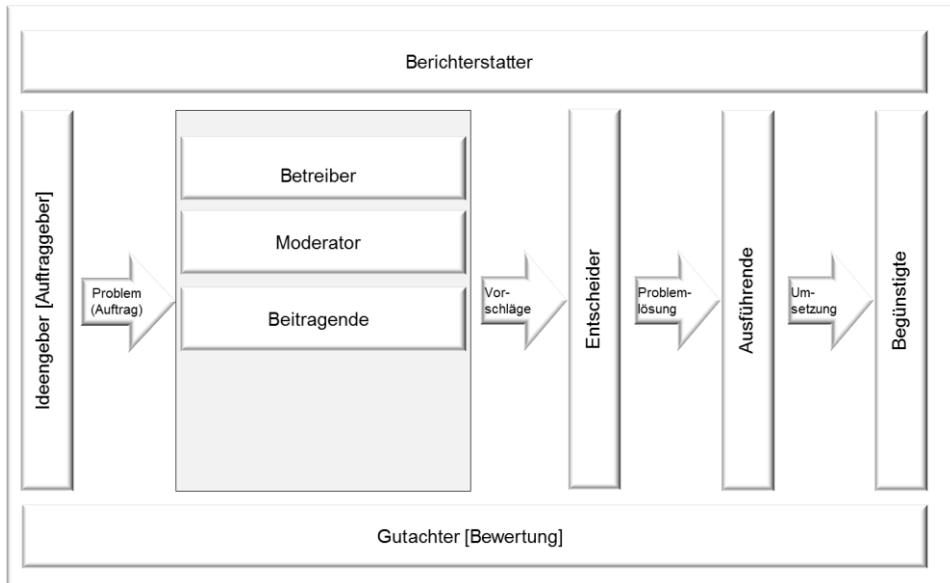 Berichterstatter
Ideengeber [Auftraggeber]
Problem
(Auftrag)
Betreiber
Moderator
Beitragende
Vor-
schläge
Entscheider
Problem-
lösung
Ausführende
Um-
setzung
Begünstigte
Gutachter [Bewertung]